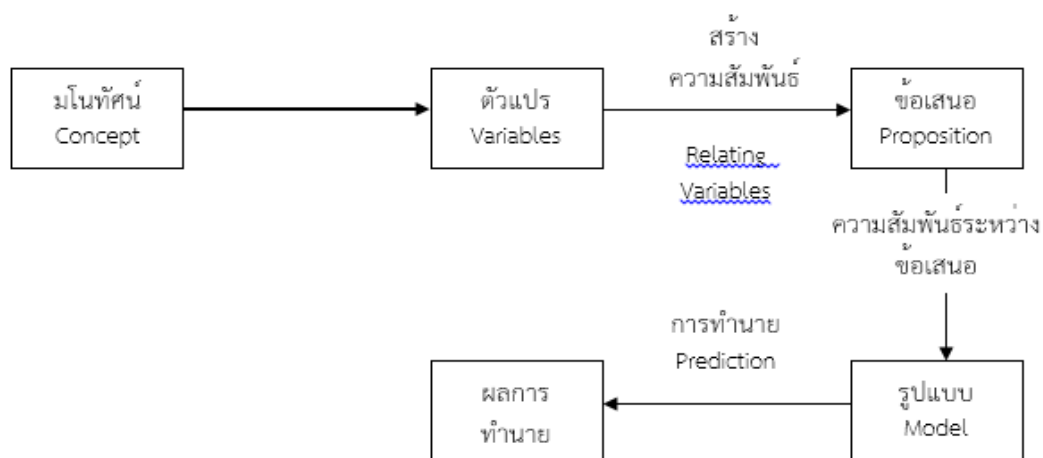 มโนทัศน์
Concept
ตัวแปร
Variables
สร้าง
ความสัมพันธ์
Relating
Variables
ข้อเสนอ
Proposition
ความสัมพันธ์ระหว่าง
ข้อเสนอ
รูปแบบ
Model
การทำนาย
Prediction
ผลการ
ทำนาย